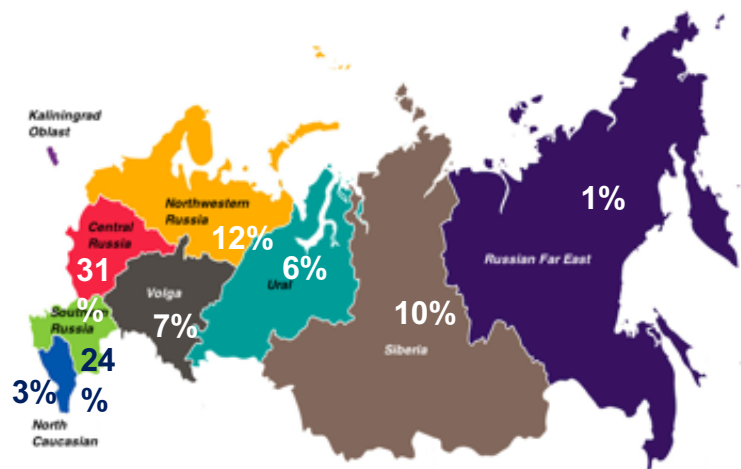 Kaliningrad
Oblast
Northwestern
Russia
12%
Central
Russia
31
%
Volga
7%
Ural
6%
Siberia
10%
Russian Far East
1%
Southern
Russia
24
%
3%
North
Caucasian